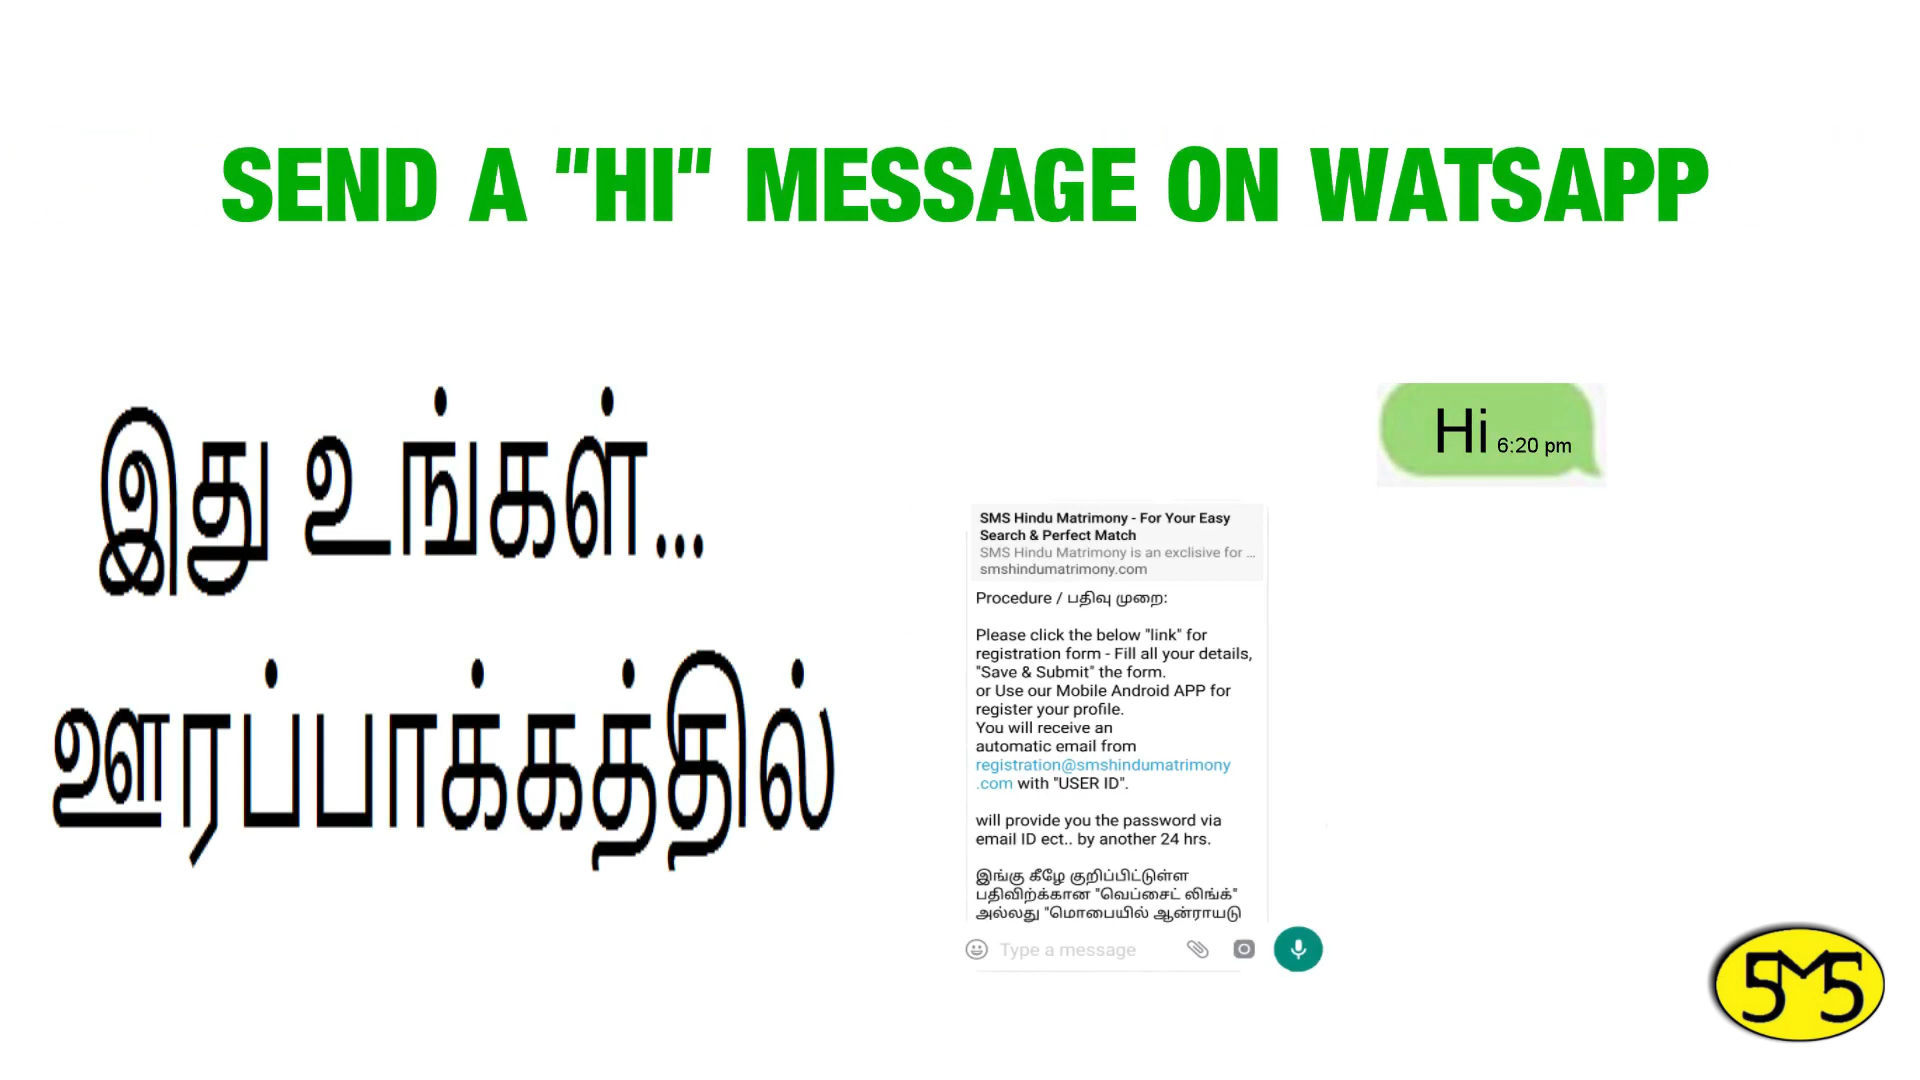 SEND A "HI" MESSAGE ON WATSAPP
இது உங்கள்...
ஊரப்பாக்கத்தில்
Hi 6:20 pm
SMS Hindu Matrimony - For Your Easy
Search & Perfect Match
SMS Hindu Matrimony is an exclisive for ...
smshindumatrimony.com
Procedure / பதிவு முறை:
Please click the below "link" for
registration form - Fill all your details,
"Save & Submit" the form.
or Use our Mobile Android APP for
register your profile.
You will receive an
automatic email from
registration@smshindumatrimony
.com with "USER ID".
will provide you the password via
email ID ect.. by another 24 hrs.
இங்கு கீழே குறிப்பிட்டுள்ள
பதிவிற்க்கான "வெப்சைட் லிங்க்"
அல்லது "மொபையில் ஆன்ராயடு
Type a message
SMS